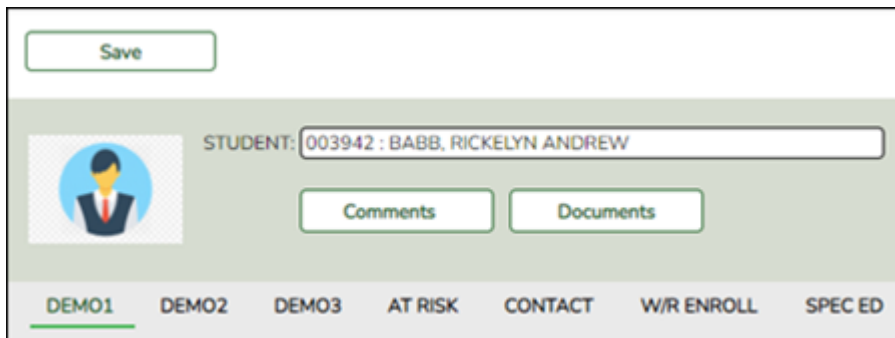 Save
STUDENT: 003942 : BABB, RICKELYN ANDREW
Comments Documents
DEMO1 DEMO2 DEMO3 AT RISK CONTACT W/R ENROLL SPEC ED